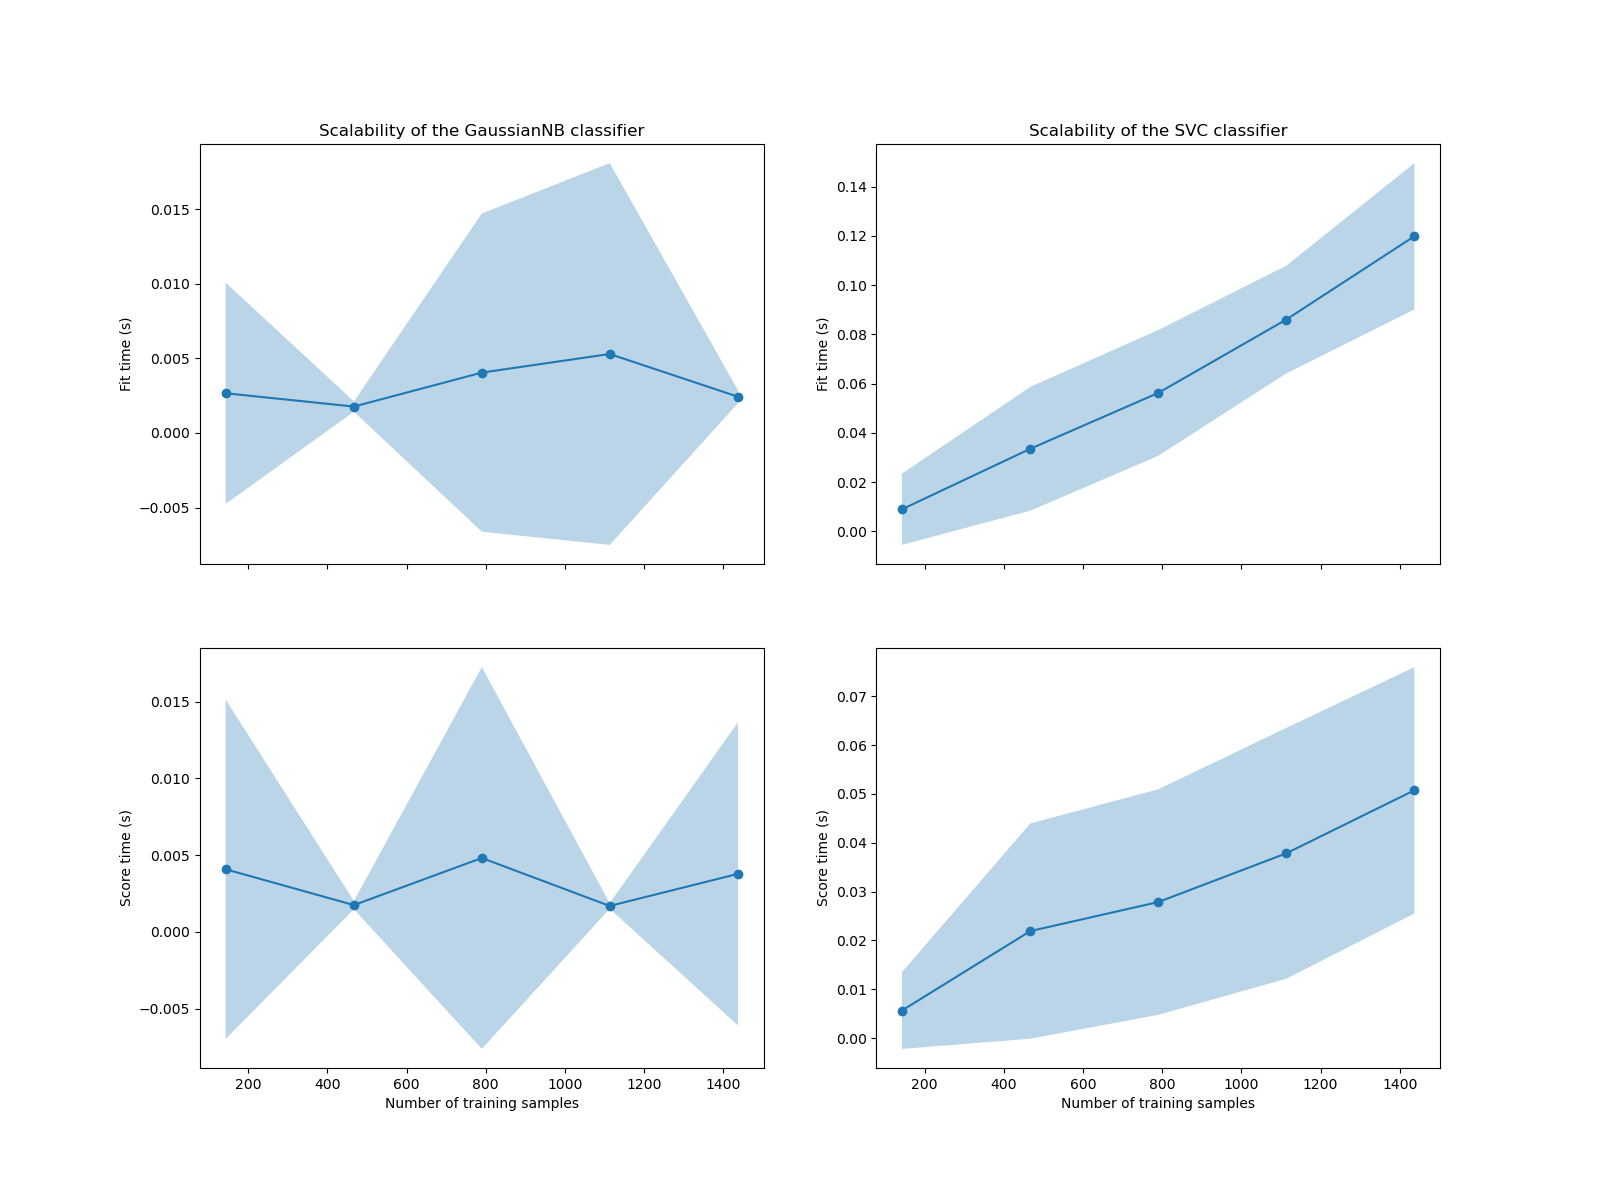 Scalability of the GaussianNB classifier
Fit time (s)
0.015
0.010
0.005
0.000
−0.005
Scalability of the SVC classifier
Fit time (s)
0.14
0.12
0.10
0.08
0.06
0.04
0.02
0.00
Score time (s)
0.015
0.010
0.005
0.000
−0.005
200 400 600 800 1000 1200 1400
Number of training samples
Score time (s)
0.07
0.06
0.05
0.04
0.03
0.02
0.01
0.00
200 400 600 800 1000 1200 1400
Number of training samples